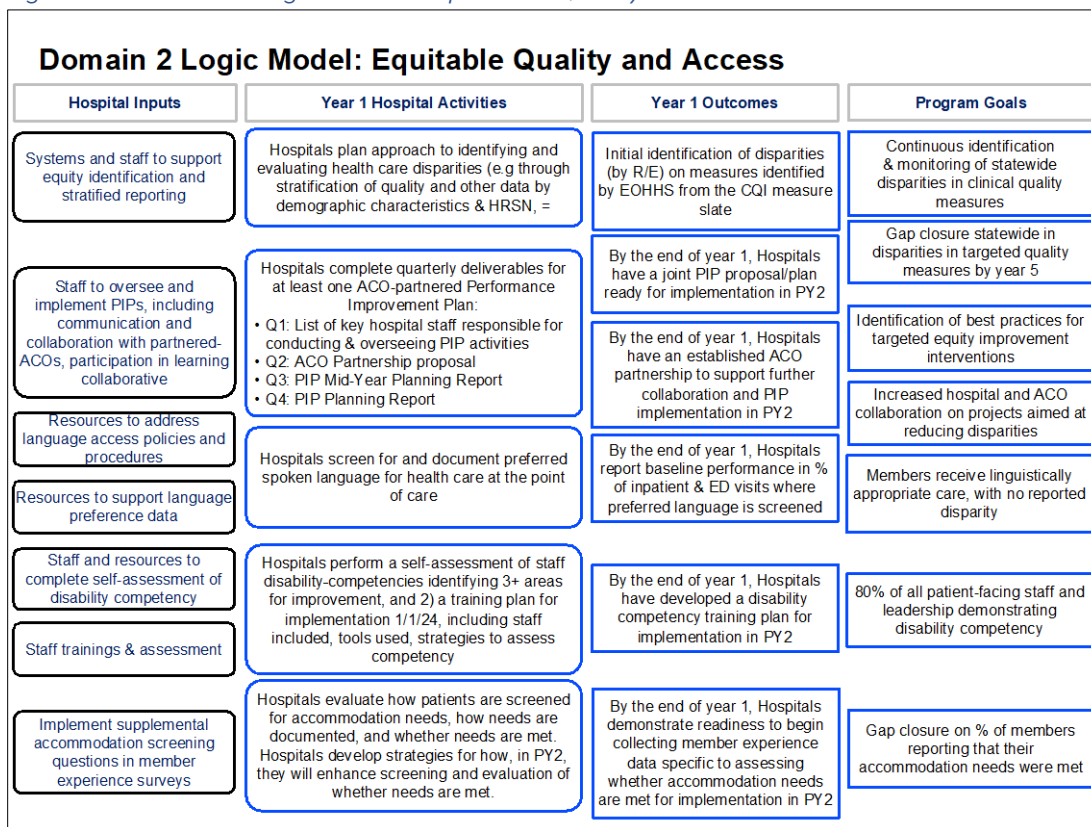 Domain 2 Logic Model: Equitable Quality and Access
Hospital Inputs
Year 1 Hospital Activities
Year 1 Outcomes
Program Goals
Systems and staff to support
equity identification and
stratified reporting
Hospitals plan approach to identifying and
evaluating health care disparities (e.g through
stratification of quality and other data by
demographic characteristics & HRSN, =
Initial identification of disparities
(by R/E) on measures identified
by EOHHS from the CQI measure
slate
Continuous identification
& monitoring of statewide
disparities in clinical quality
measures
Gap closure statewide in
disparities in targeted quality
measures by year 5
Staff to oversee and
implement PIPs, including
communication and
collaboration with partnered-
ACOs, participation in learning
collaborative
Hospitals complete quarterly deliverables for
at least one ACO-partnered Performance
Improvement Plan:
• Q1: List of key hospital staff responsible for
conducting & overseeing PIP activities
• Q2: ACO Partnership proposal
• Q3: PIP Mid-Year Planning Report
• Q4: PIP Planning Report
By the end of year 1, Hospitals
have a joint PIP proposal/plan
ready for implementation in PY2
By the end of year 1, Hospitals
have an established ACO
partnership to support further
collaboration and PIP
implementation in PY2
Identification of best practices for
targeted equity improvement
interventions
Increased hospital and ACO
collaboration on projects aimed at
reducing disparities
Resources to address
language access policies and
procedures
Resources to support language
preference data
Hospitals screen for and document preferred
spoken language for health care at the point
of care
By the end of year 1, Hospitals
report baseline performance in %
of inpatient & ED visits where
preferred language is screened
Members receive linguistically
appropriate care, with no reported
disparity
Staff and resources to
complete self-assessment of
disability competency
Staff trainings & assessment
Hospitals perform a self-assessment of staff
disability-competencies identifying 3+ areas
for improvement, and 2) a training plan for
implementation 1/1/24, including staff
included, tools used, strategies to assess
competency
By the end of year 1, Hospitals
have developed a disability
competency training plan for
implementation in PY2
80% of all patient-facing staff and
leadership demonstrating
disability competency
Implement supplemental
accommodation screening
questions in member
experience surveys
Hospitals evaluate how patients are screened
for accommodation needs, how needs are
documented, and whether needs are met.
Hospitals develop strategies for how, in PY2,
they will enhance screening and evaluation of
whether needs are met.
By the end of year 1, Hospitals
demonstrate readiness to begin
collecting member experience
data specific to assessing
whether accommodation needs
are met for implementation in PY2
Gap closure on % of members
reporting that their
accommodation needs were met